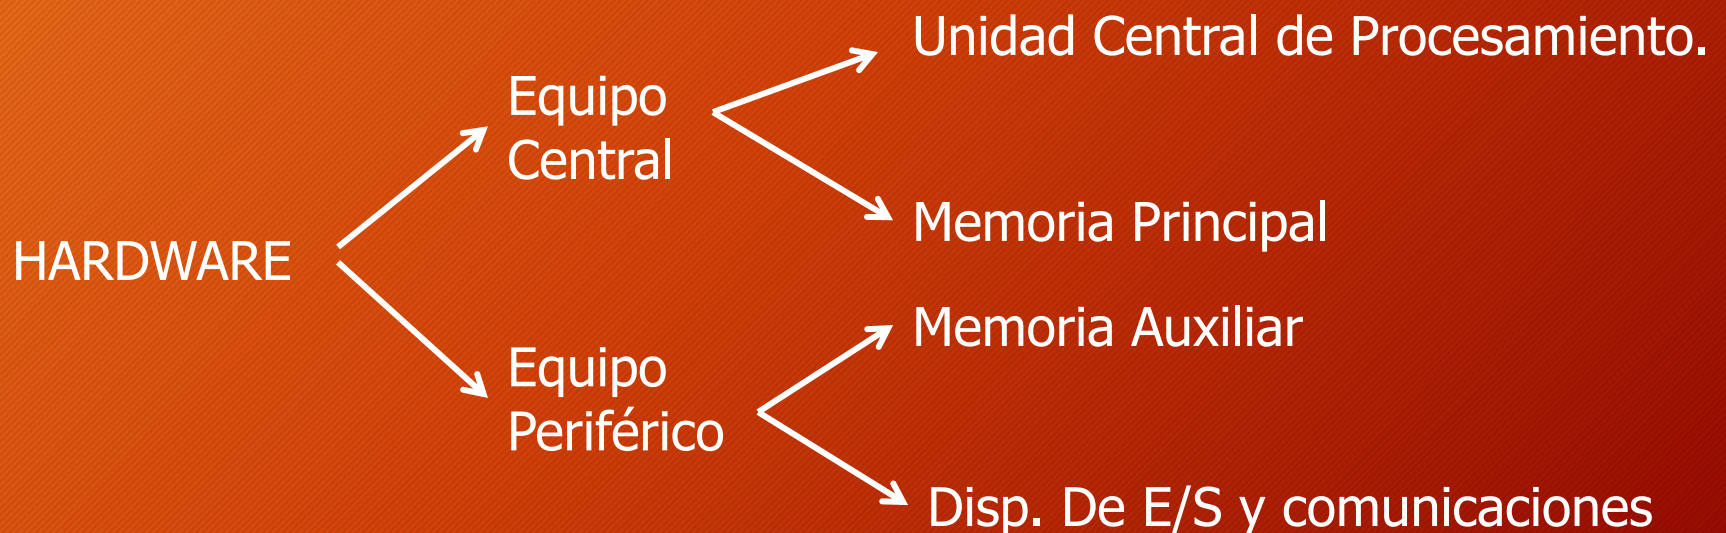 HARDWARE
Equipo
Central
Unidad Central de Procesamiento.
Memoria Principal
Equipo
Periférico
Memoria Auxiliar
Disp. De E/S y comunicaciones